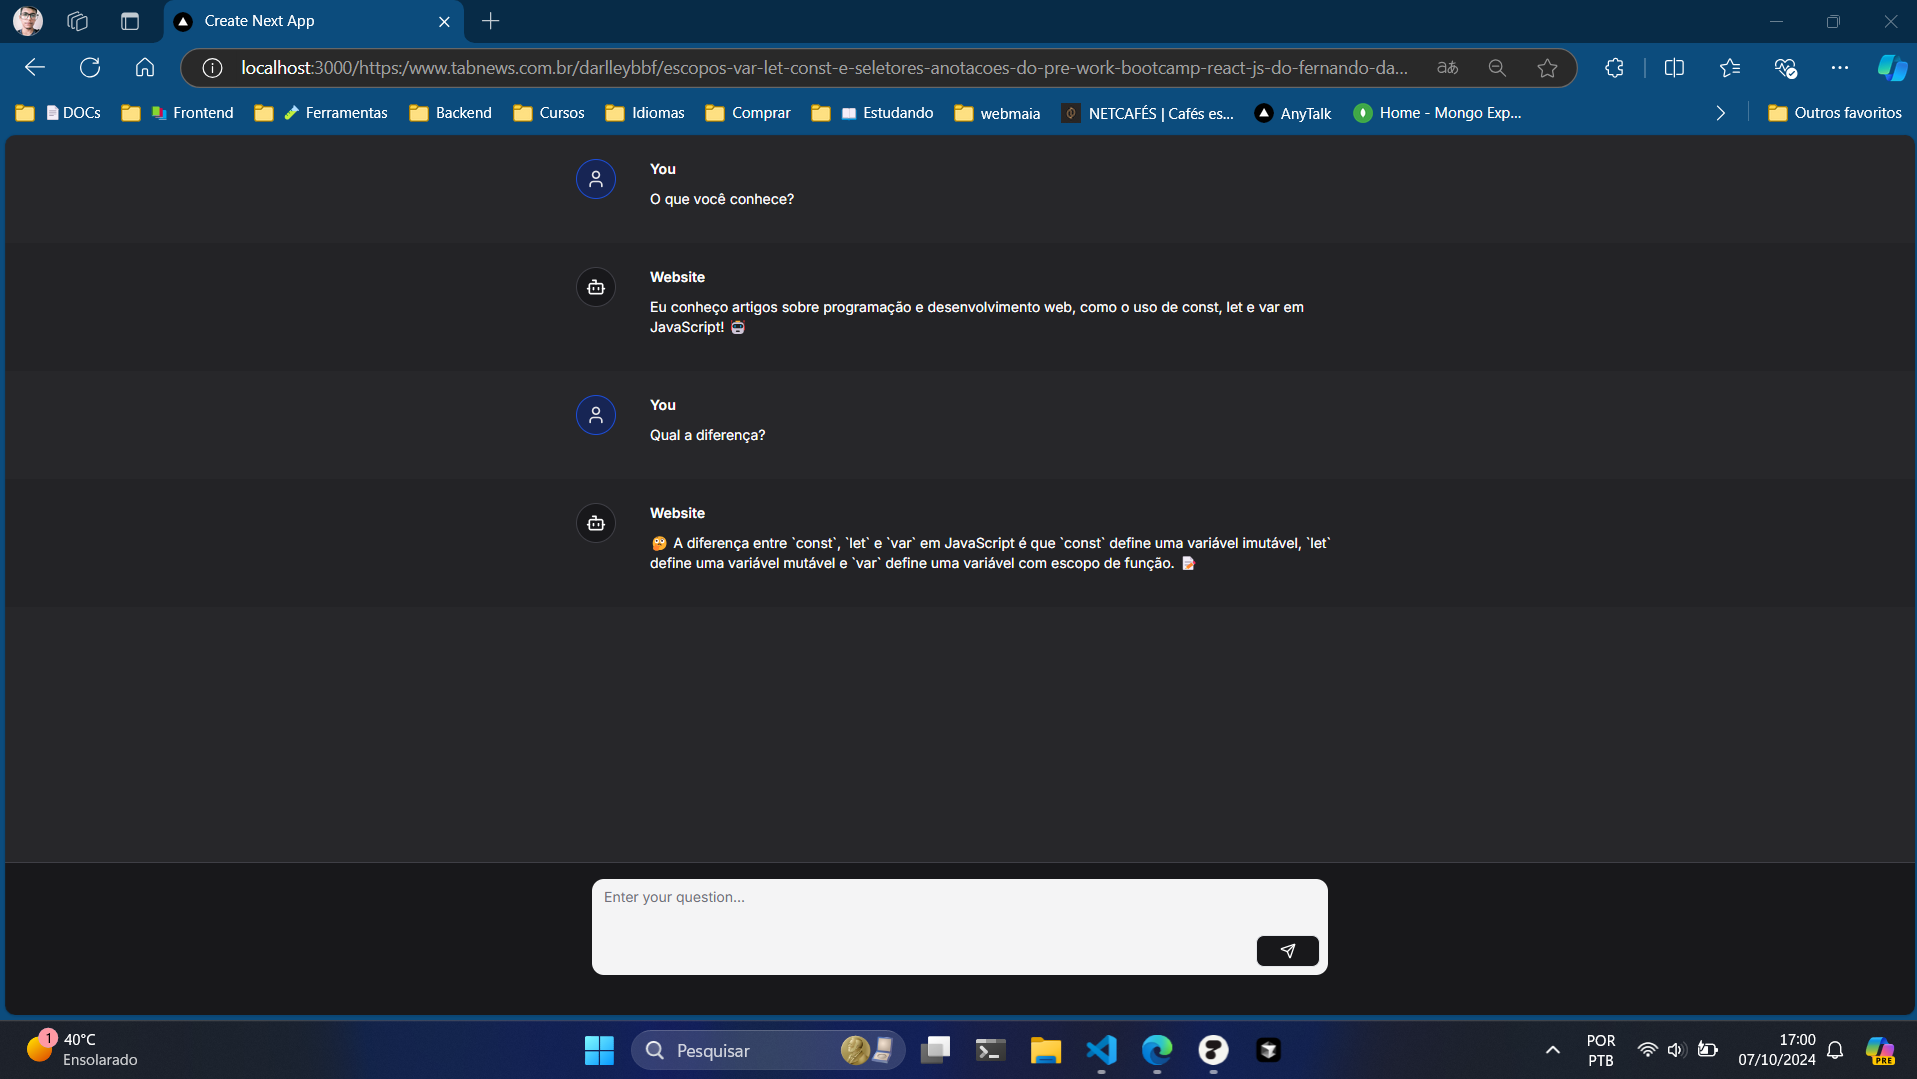 Create Next App
localhost:3000/https:/www.tabnews.com.br/darlleybbf/escopos-var-let-const-e-seletores-anotacoes-do-pre-work-bootcamp-react-js-do-fernando-da...
aあ
DOCs
Frontend
Ferramentas
Backend
Cursos
Idiomas
Comprar
Estudando
webmaia
NETCAFÉS | Cafés es...
AnyTalk
Home - Mongo Exp...
Outros favoritos
You
O que você conhece?
Website
Eu conheço artigos sobre programação e desenvolvimento web, como o uso de const, let e var em
JavaScript! 🤖
You
Qual a diferença?
Website
🤔 A diferença entre `const`, `let` e `var` em JavaScript é que `const` define uma variável imutável, `let`
define uma variável mutável e `var` define uma variável com escopo de função. 📝
Enter your question...
1
40°C
Ensolarado
Pesquisar
POR
PTB
17:00
07/10/2024
PRE